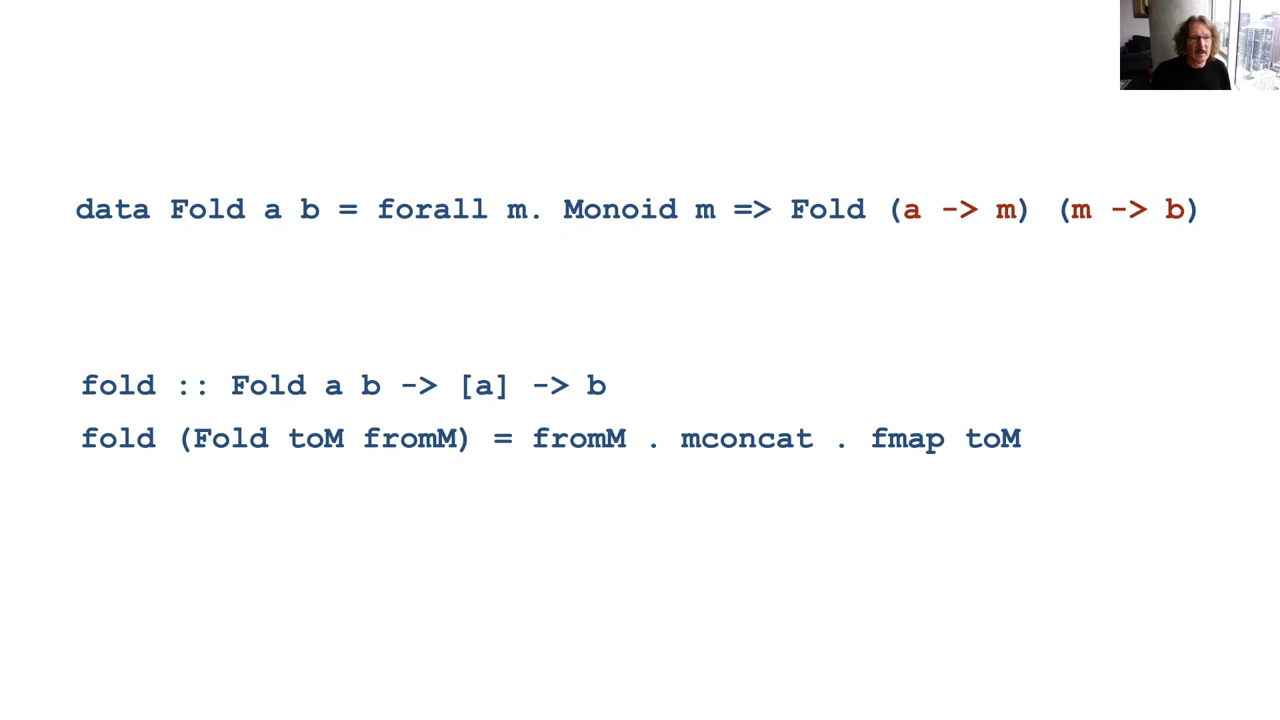 data Fold a b = forall m. Monoid m => Fold (a -> m) (m -> b)
fold :: Fold a b -> [a] -> b
fold (Fold toM fromM) = fromM . mconcat . fmap toM